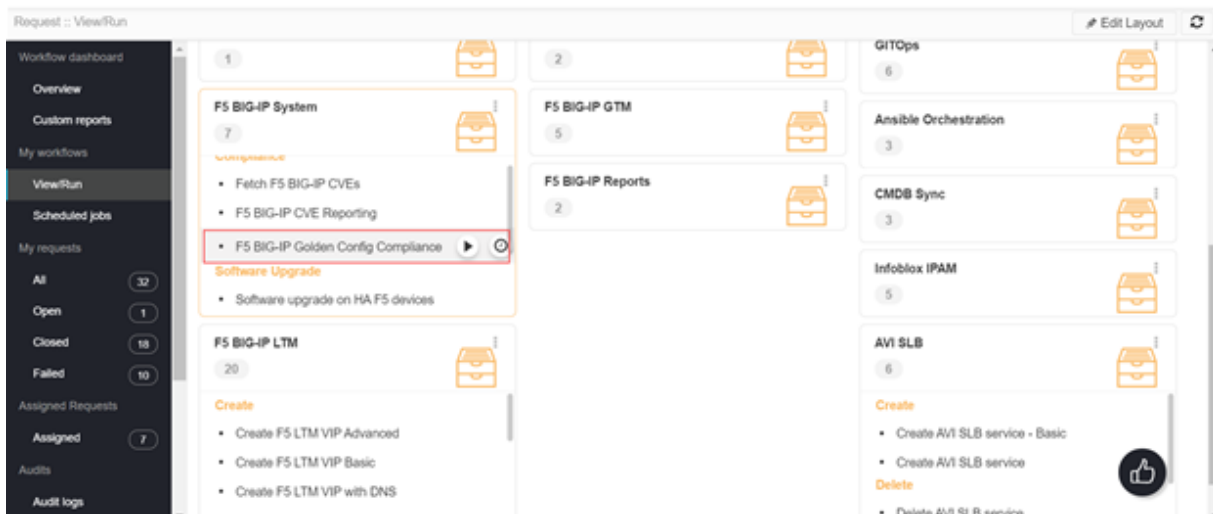 Request :: View/Run
Edit Layout
Workflow dashboard
Overview
Custom reports
My workflows
View/Run
Scheduled jobs
My requests
All 32
Open 1
Closed 18
Failed 10
Assigned Requests
Assigned 7
Audits
Audit logs
1
F5 BIG-IP System
7
Compliance
• Fetch F5 BIG-IP CVEs
• F5 BIG-IP CVE Reporting
• F5 BIG-IP Golden Config Compliance
Software Upgrade
• Software upgrade on HA F5 devices
F5 BIG-IP LTM
20
Create
• Create F5 LTM VIP Advanced
• Create F5 LTM VIP Basic
• Create F5 LTM VIP with DNS
2
F5 BIG-IP GTM
5
F5 BIG-IP Reports
2
GITOps
6
Ansible Orchestration
3
CMDB Sync
3
Infoblox IPAM
5
AVI SLB
6
Create
• Create AVI SLB service - Basic
• Create AVI SLB service
Delete
• Delete AVI SLB service